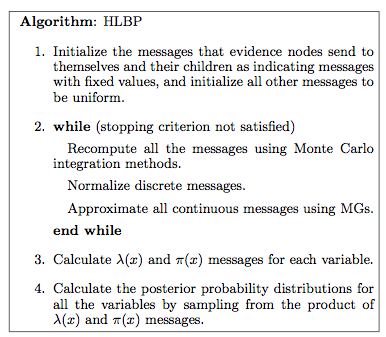 Algorithm: HLBP
1. Initialize the messages that evidence nodes send to
themselves and their children as indicating messages
with fixed values, and initialize all other messages to
be uniform.
2. while (stopping criterion not satisfied)
Recompute all the messages using Monte Carlo
integration methods.
Normalize discrete messages.
Approximate all continuous messages using MGs.
end while
3. Calculate λ(x) and π(x) messages for each variable.
4. Calculate the posterior probability distributions for
all the variables by sampling from the product of
λ(x) and π(x) messages.